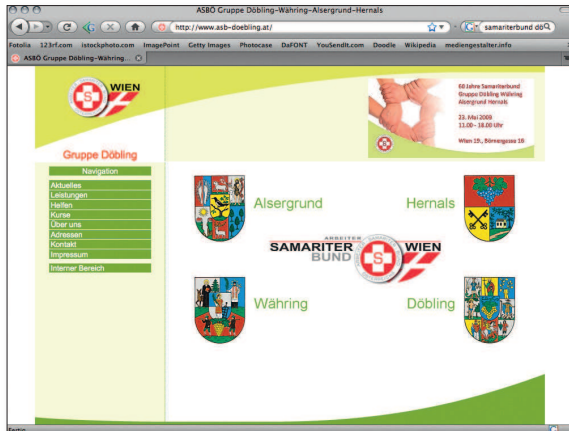 ASBÖ Gruppe Döbling-Währing-Alsergrund-Hernals
http://www.asb-doebling.at/
samariterbund dö
Fotolia 123rf.com istockphoto.com ImagePoint Getty Images Photocase DaFONT YouSendIt.com Doodle Wikipedia mediengestalter.info
ASBÖ Gruppe Döbling-Währing...
WIEN
S
60 Jahre Samariterbund
Gruppe Döbling Währing
Alsergrund Hernals
23. Mai 2009
11.00 - 18.00 Uhr
Wien 19., Börnergasse 18
Gruppe Döbling
Navigation
Aktuelles
Leistungen
Helfen
Kurse
Über uns
Adressen
Kontakt
Impressum
Interner Bereich
Alsergrund
Hernals
ARBEITER
SAMARITER
BUND
S
WIEN
Währing
Döbling
Fertig